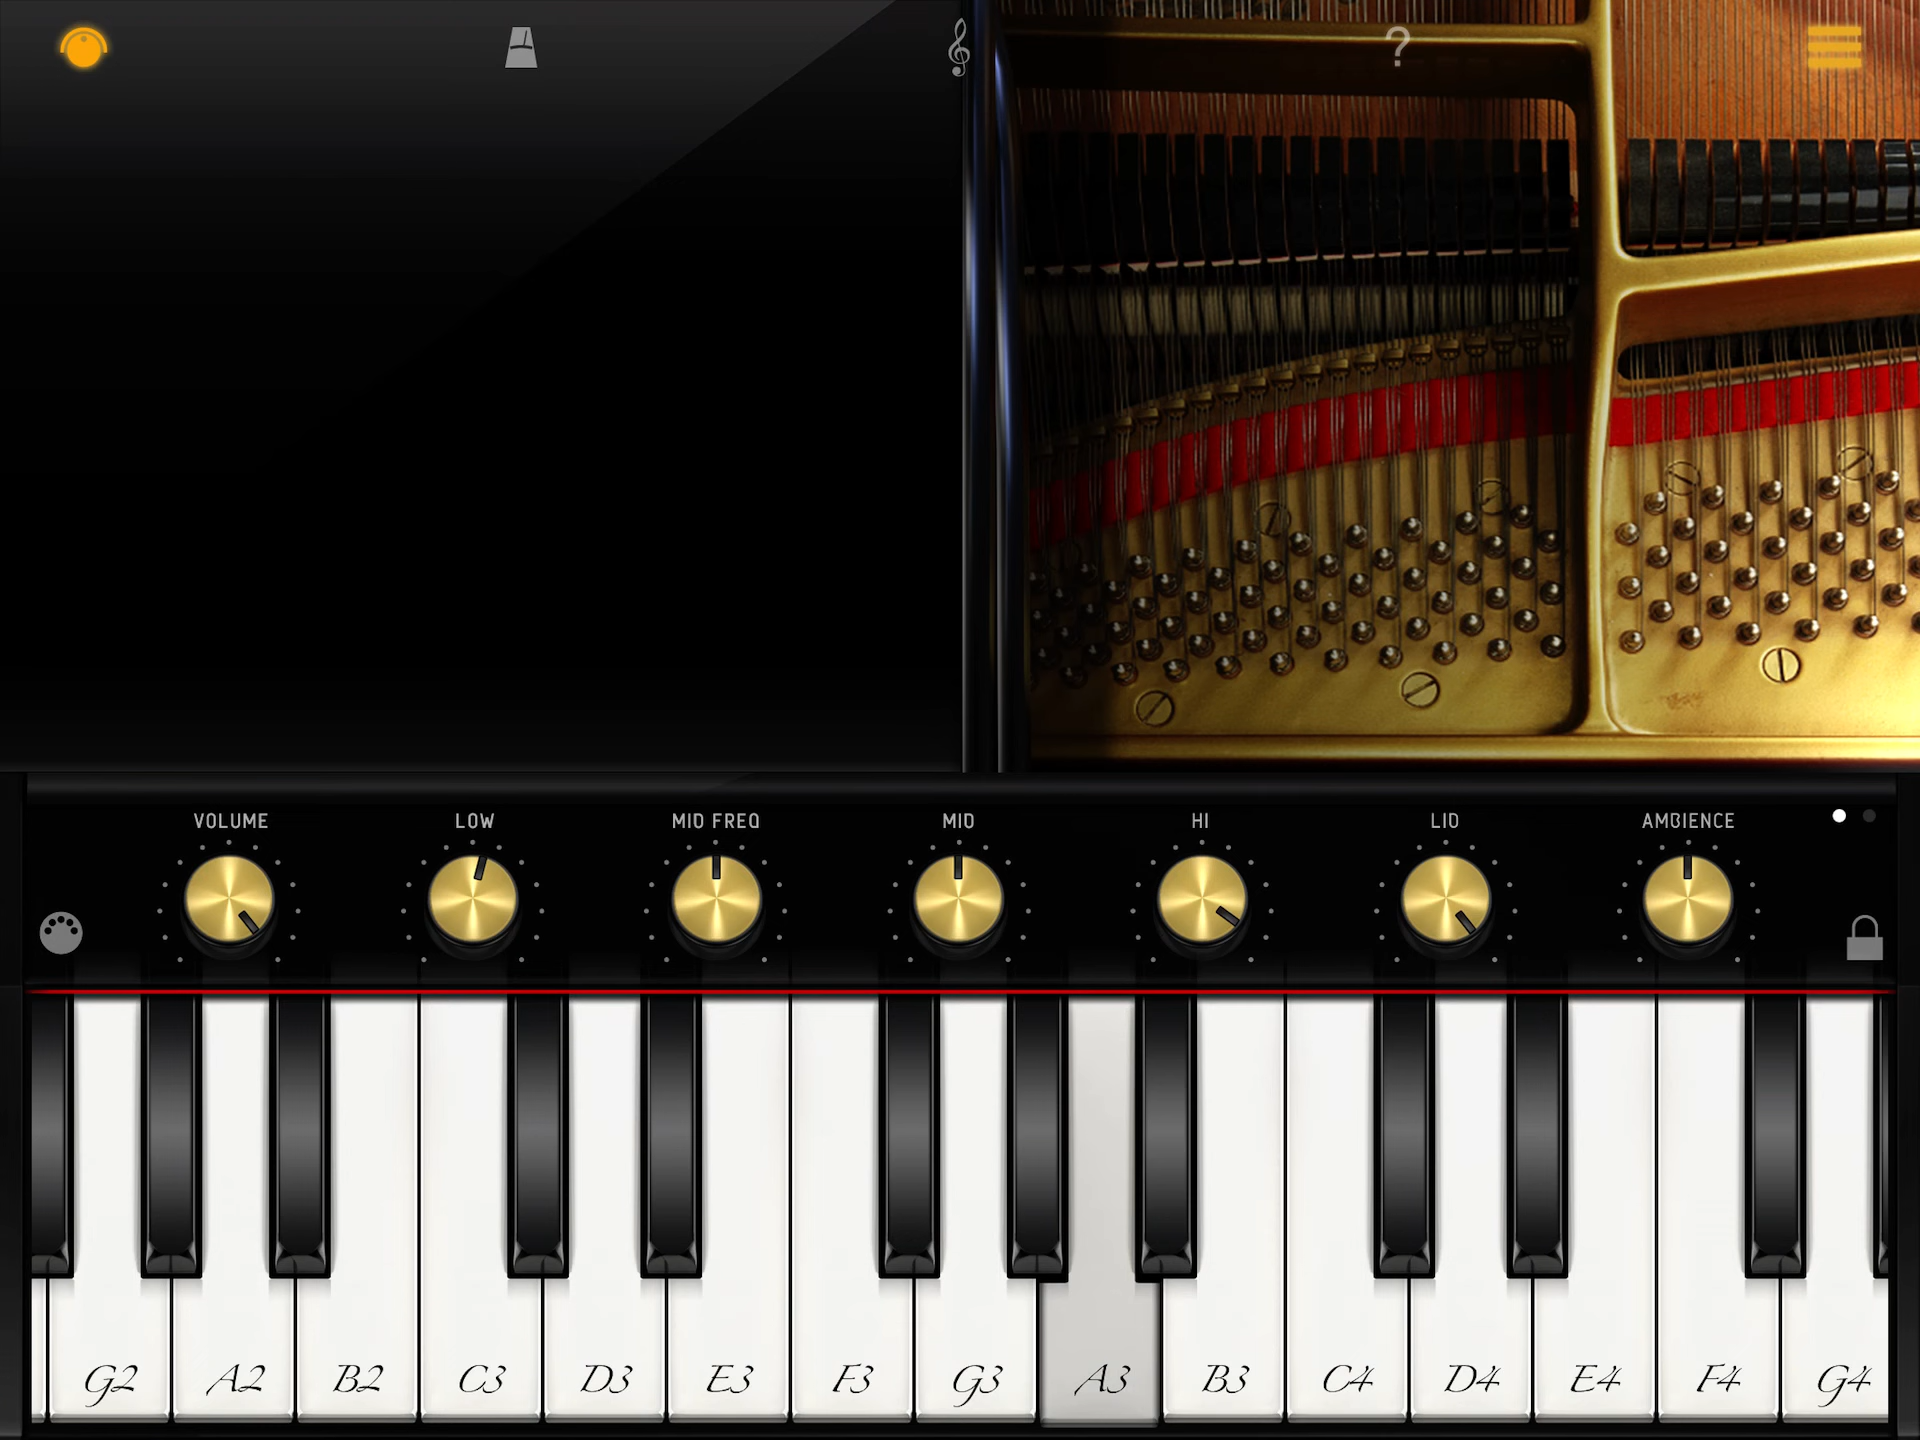 ?
VOLUME LOW MID FREQ MID HI LID AMBIENCE
G2 A2 B2 C3 D3 E3 F3 G3 A3 B3 C4 D4 E4 F4 G4